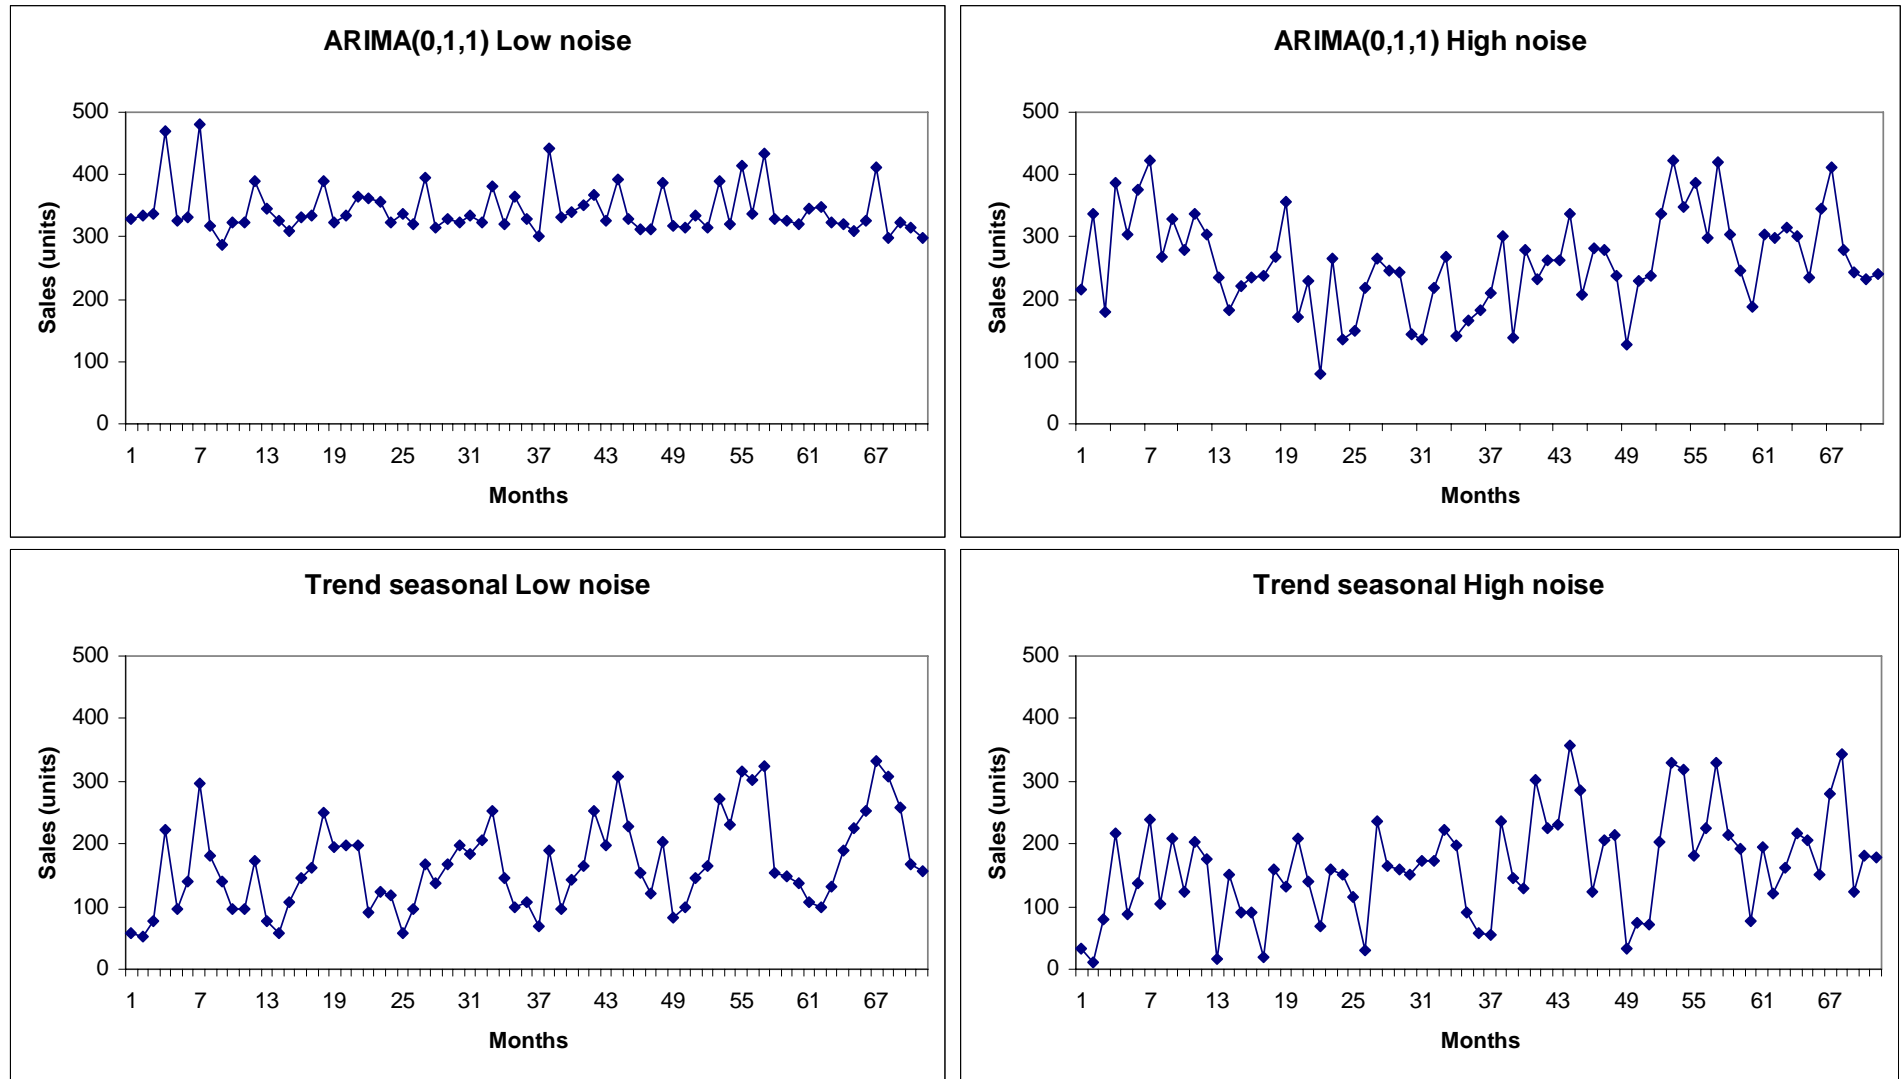 ARIMA(0,1,1) Low noise
500
400
300
200
100
0
Sales (units)
1 7 13 19 25 31 37 43 49 55 61 67
Months
ARIMA(0,1,1) High noise
500
400
300
200
100
0
Sales (units)
1 7 13 19 25 31 37 43 49 55 61 67
Months
Trend seasonal Low noise
500
400
300
200
100
0
Sales (units)
1 7 13 19 25 31 37 43 49 55 61 67
Months
Trend seasonal High noise
500
400
300
200
100
0
Sales (units)
1 7 13 19 25 31 37 43 49 55 61 67
Months